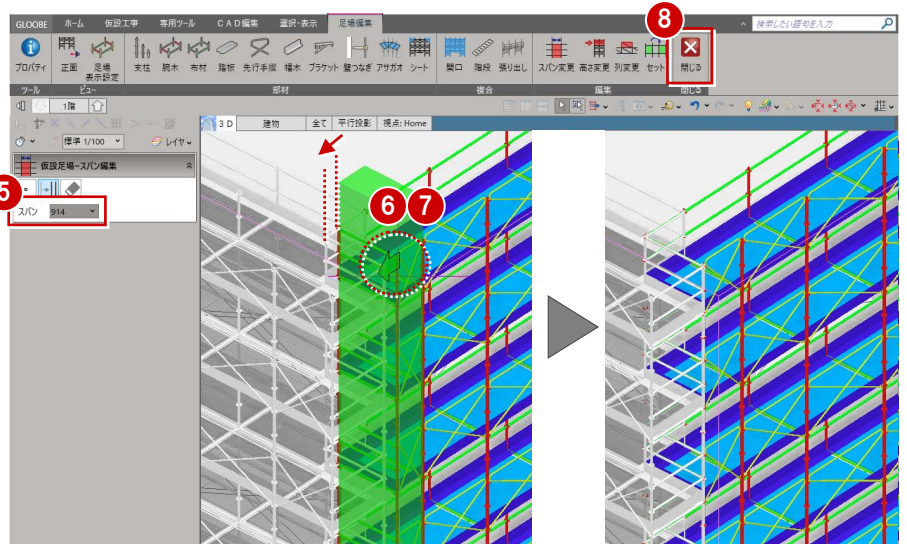 GLOOBE ホーム 仮設工事 専用ツール CAD編集 選択・表示 足場編集 検索したい語句を入力
8
プロパティ 正面 足場 表示設定 支柱 腕木 布材 踏板 先行手摺 幅木 ブラケット 壁つなぎ アサガオ シート 開口 階段 張り出し スパン変更 高さ変更 列変更 セット 閉じる
ツール ビュー 部材 複合 編集 閉じる
1階
3D 建物 全て 平行投影 視点: Home
標準 1/100 レイヤ
仮設足場-スパン編集
5
スパン 914
6 7